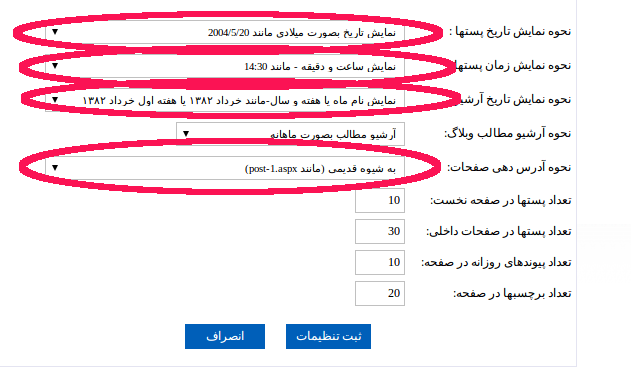 نحوه نمایش تاریخ پستها : نمایش تاریخ بصورت میلادی مانند 2004/5/20
نحوه نمایش زمان پستها نمایش ساعت و دقیقه - مانند 14:30
نحوه نمایش تاریخ آرشیو نمایش نام ماه یا هفته و سال-مانند خرداد ۱۳۸۲ یا هفته اول خرداد ۱۳۸۲
نحوه آرشیو مطالب وبلاگ: آرشیو مطالب بصورت ماهانه
نحوه آدرس دهی صفحات: به شیوه قدیمی (مانند post-1.aspx)
تعداد پستها در صفحه نخست: 10
تعداد پستها در صفحات داخلی: 30
تعداد پیوندهای روزانه در صفحه: 10
تعداد برچسبها در صفحه: 20
ثبت تنظیمات انصراف